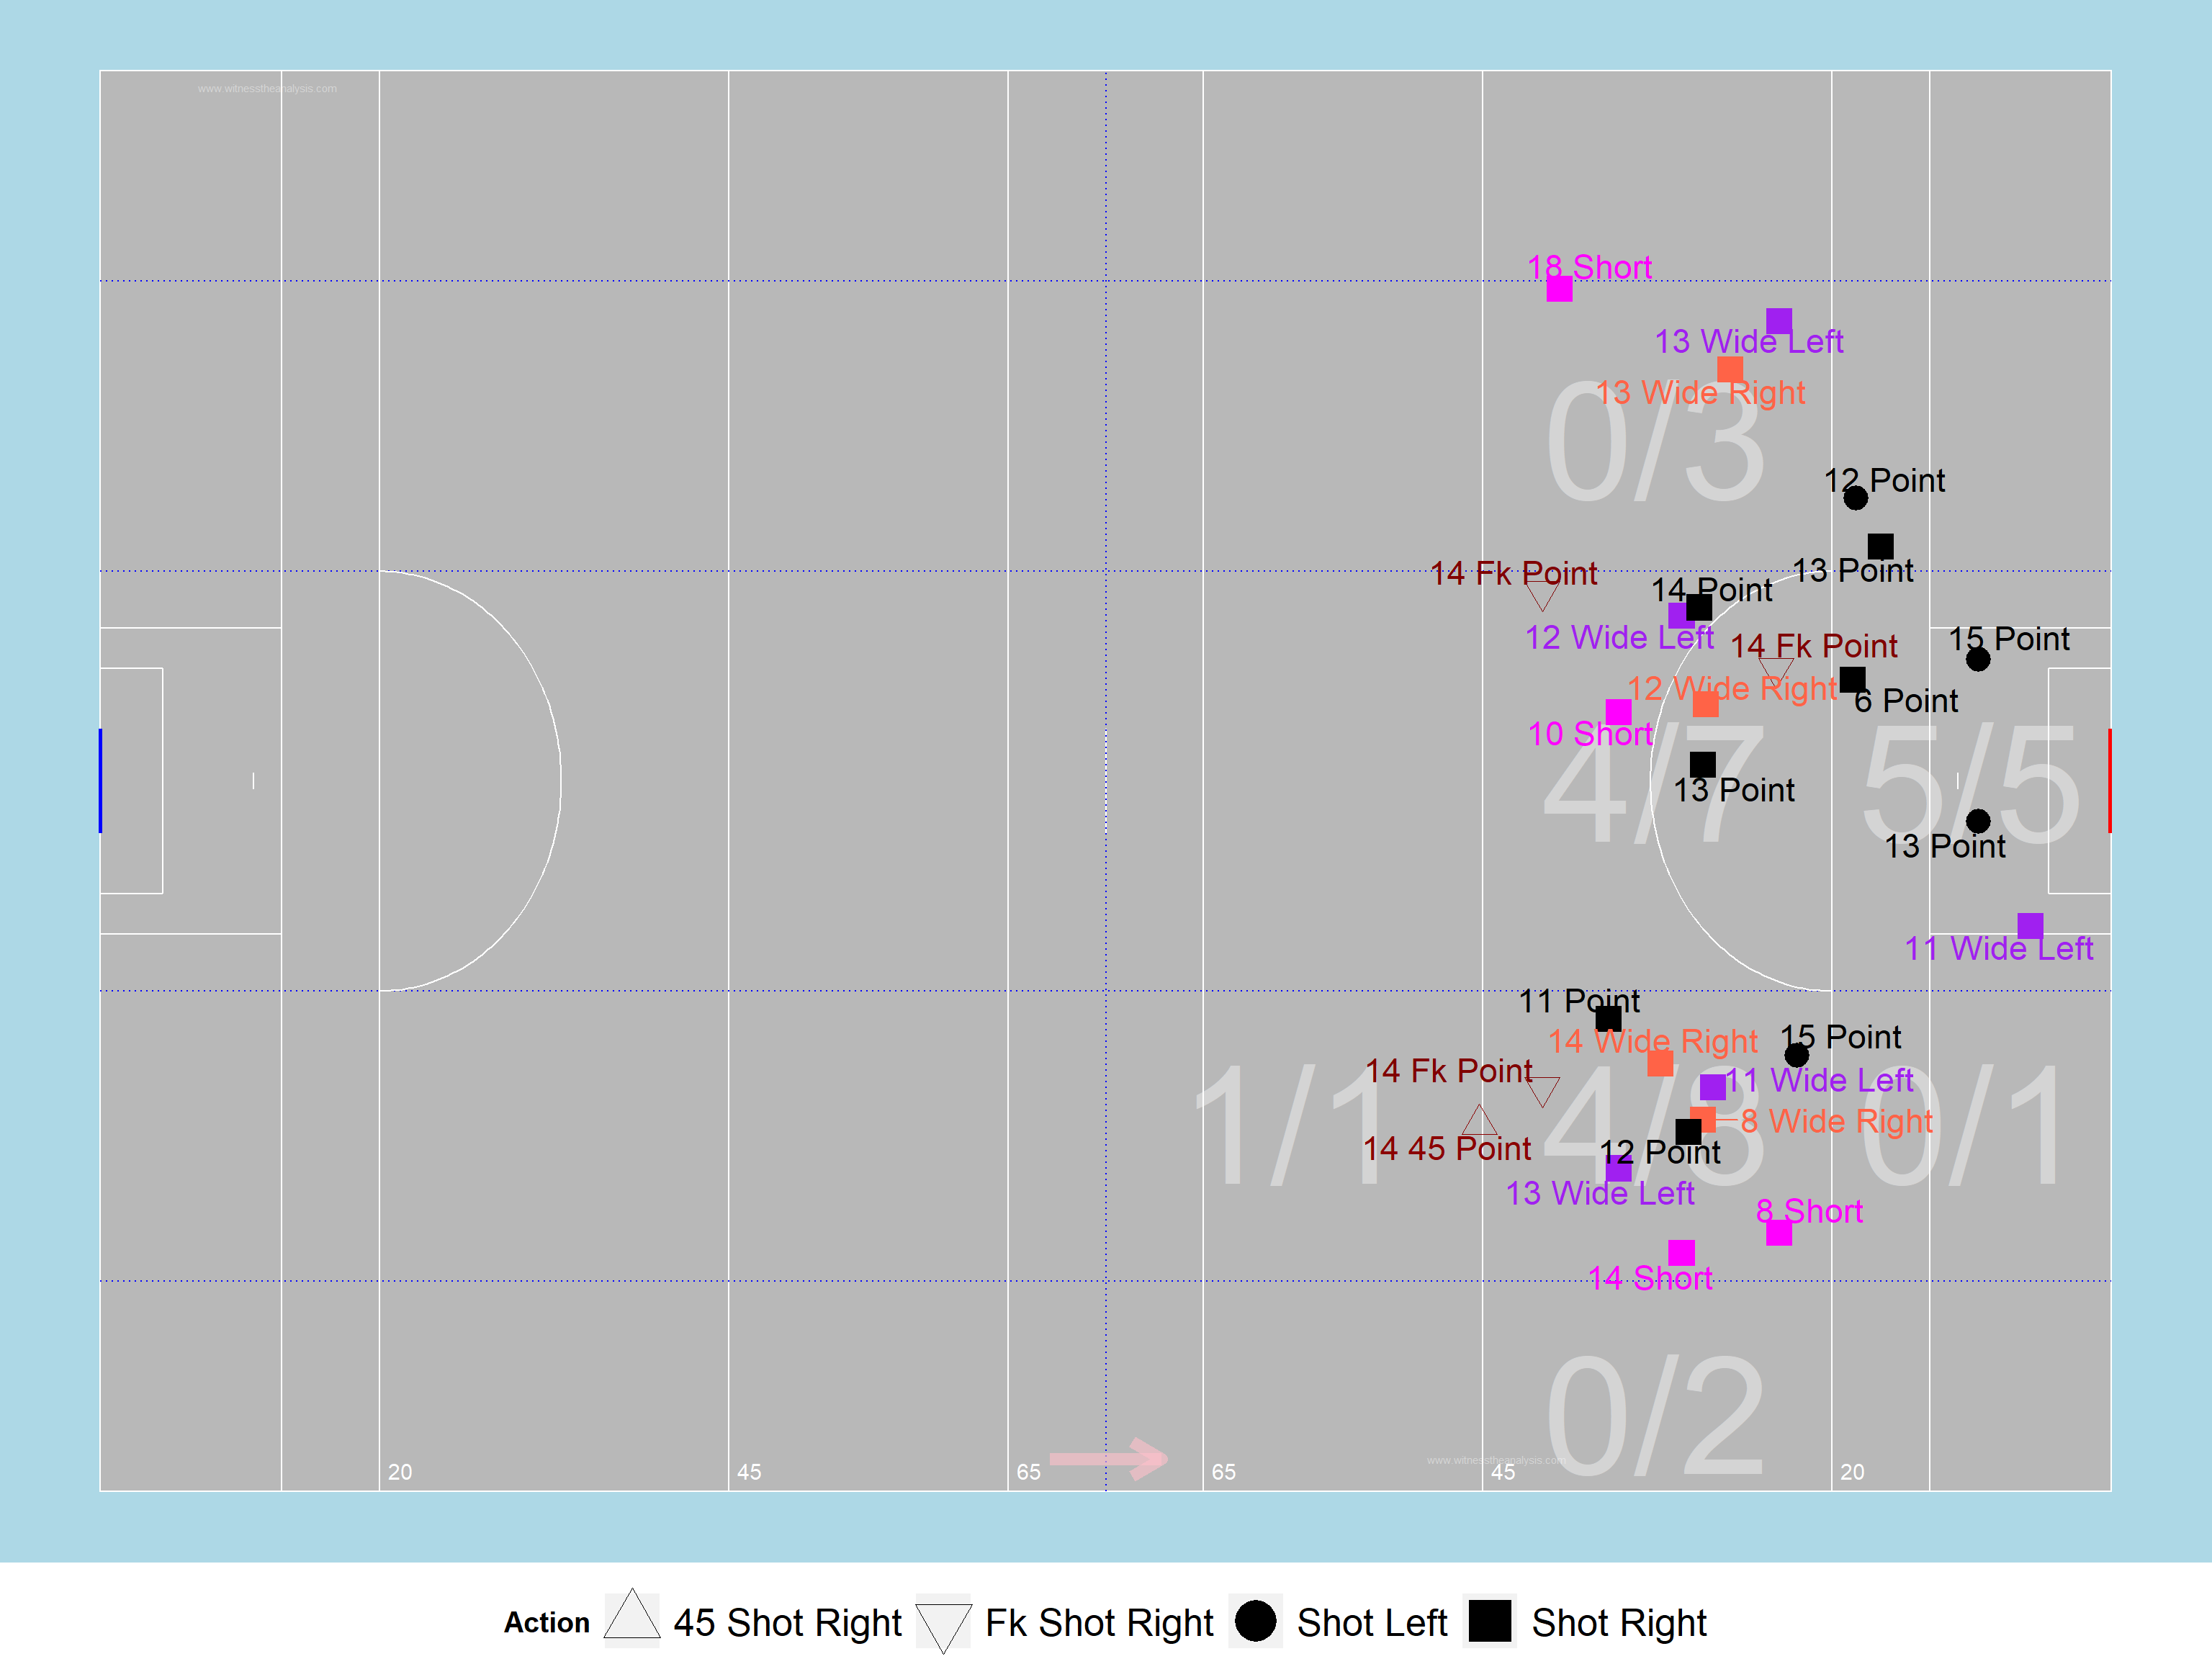 www.witnesstheanalysis.com
18 Short
13 Wide Left
13 Wide Right
0/3
12 Point
14 Fk Point
13 Point
14 Point
12 Wide Left
14 Fk Point
15 Point
12 Wide Right
6 Point
10 Short
4/7
5/5
13 Point
13 Point
11 Wide Left
11 Point
14 Wide Right
15 Point
14 Fk Point
11 Wide Left
1/1
4/8
0/1
8 Wide Right
14 45 Point
12 Point
13 Wide Left
8 Short
14 Short
0/2
www.witnesstheanalysis.com
20 45 65 65 45 20
Action 45 Shot Right Fk Shot Right Shot Left Shot Right